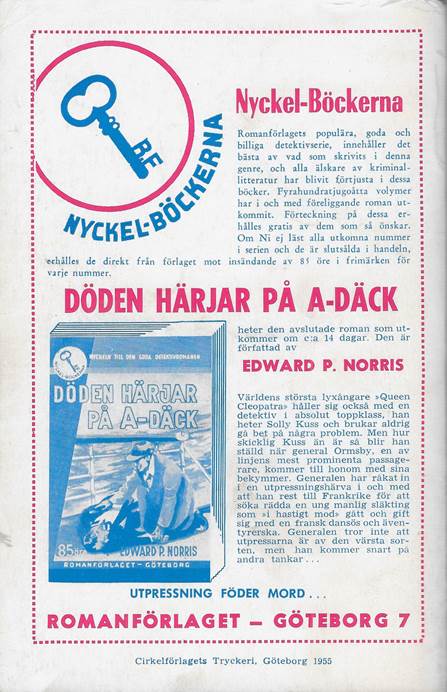 RE
NYCKEL-BÖCKERNA
Nyckel-Böckerna
Romanförlagets populära, goda och
billiga detektivserie, innehåller det
bästa av vad som skrivits i denna
genre, och alla älskare av kriminal-
litteratur har blivit förtjusta i dessa
böcker. Fyrahundratjugoåtta volymer
har i och med föreliggande roman ut-
kommit. Förteckning på dessa er-
hålles gratis av dem som så önskar.
Om Ni ej läst alla utkomna nummer
i serien och de är slutsålda i handeln,
erhålles de direkt från förlaget mot insändande av 85 öre i frimärken för
varje nummer.
DÖDEN HÄRJAR PÅ A-DÄCK
NYCKELN TILL DEN GODA DETEKTIVROMANEN
DÖDEN HÄRJAR
PÅ A-DÄCK
85 öre
EDWARD P. NORRIS
ROMANFÖRLAGET - GÖTEBORG
heter den avslutade roman som ut-
kommer om c:a 14 dagar. Den är
författad av
EDWARD P. NORRIS
Världens största lyxångare »Queen
Cleopatra» håller sig också med en
detektiv i absolut toppklass, han
heter Solly Kuss och brukar aldrig
gå bet på några problem. Men hur
skicklig Kuss än är så blir han
ställd när general Ormsby, en av
linjens mest prominenta passage-
rare, kommer till honom med sina
bekymmer. Generalen har råkat in
i en utpressningshärva i och med
att han rest till Frankrike för att
söka rädda en ung manlig släkting
som »i hastigt mod» gått och gift
sig med en fransk dansös och även-
tyrerska. Generalen tror inte att
utpressarna är av den värsta sor-
ten, men han kommer snart på
andra tankar . . .
UTPRESSNING FÖDER MORD . . .
ROMANFÖRLAGET — GÖTEBORG 7
Cirkelförlagets Tryckeri, Göteborg 1955